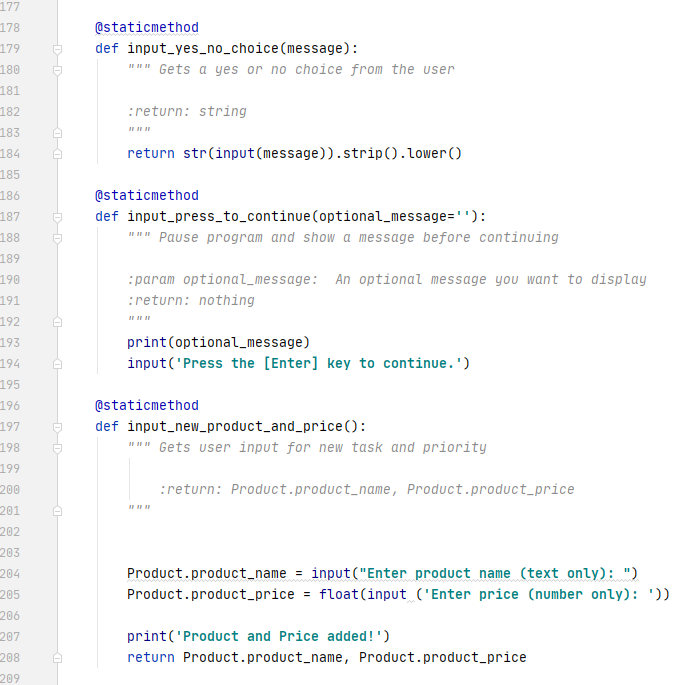 177
178 @staticmethod
179 def input_yes_no_choice(message):
180 """ Gets a yes or no choice from the user
181
182 :return: string
183 """
184 return str(input(message)).strip().lower()
185
186 @staticmethod
187 def input_press_to_continue(optional_message=''):
188 """ Pause program and show a message before continuing
189
190 :param optional_message:  An optional message you want to display
191 :return: nothing
192 """
193 print(optional_message)
194 input('Press the [Enter] key to continue.')
195
196 @staticmethod
197 def input_new_product_and_price():
198 """ Gets user input for new task and priority
199
200 :return: Product.product_name, Product.product_price
201 """
202
203
204 Product.product_name = input("Enter product name (text only): ")
205 Product.product_price = float(input ('Enter price (number only): '))
206
207 print('Product and Price added!')
208 return Product.product_name, Product.product_price
209